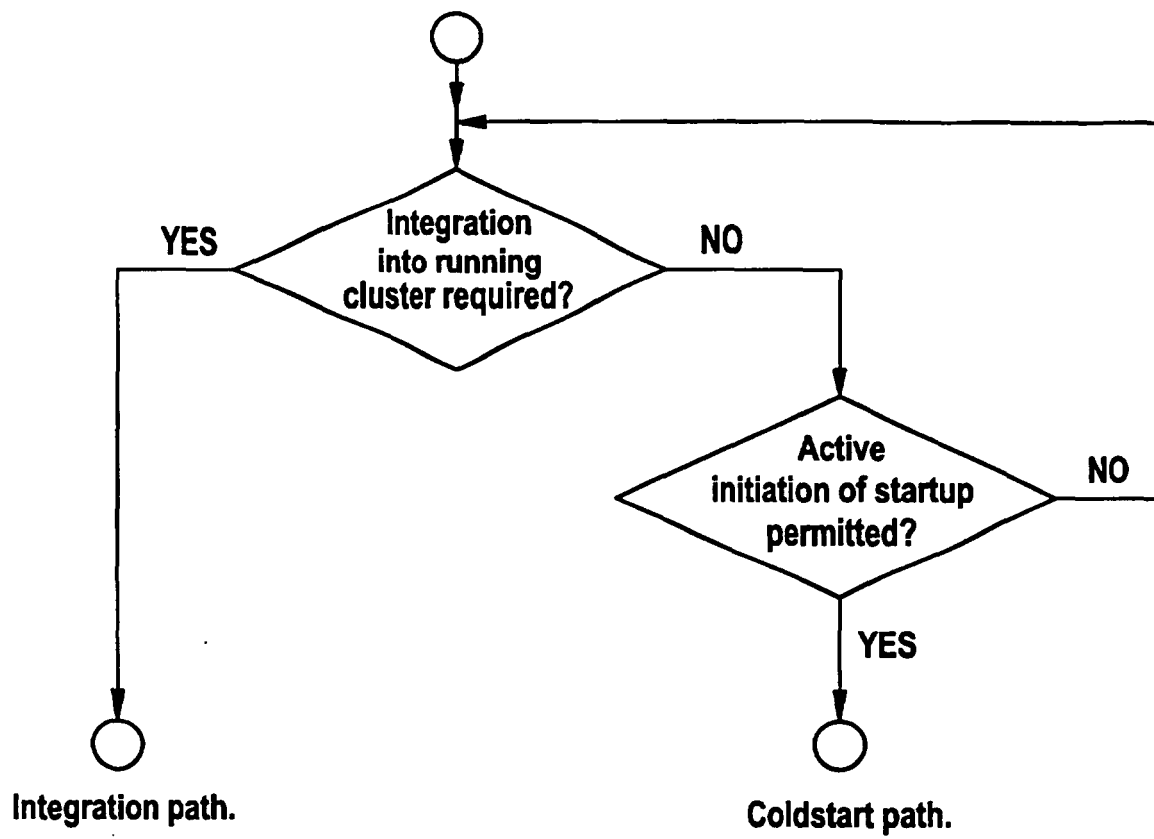 Integration
into running
cluster required?
YES
NO
Active
initiation of startup
permitted?
NO
YES
Integration path.
Coldstart path.